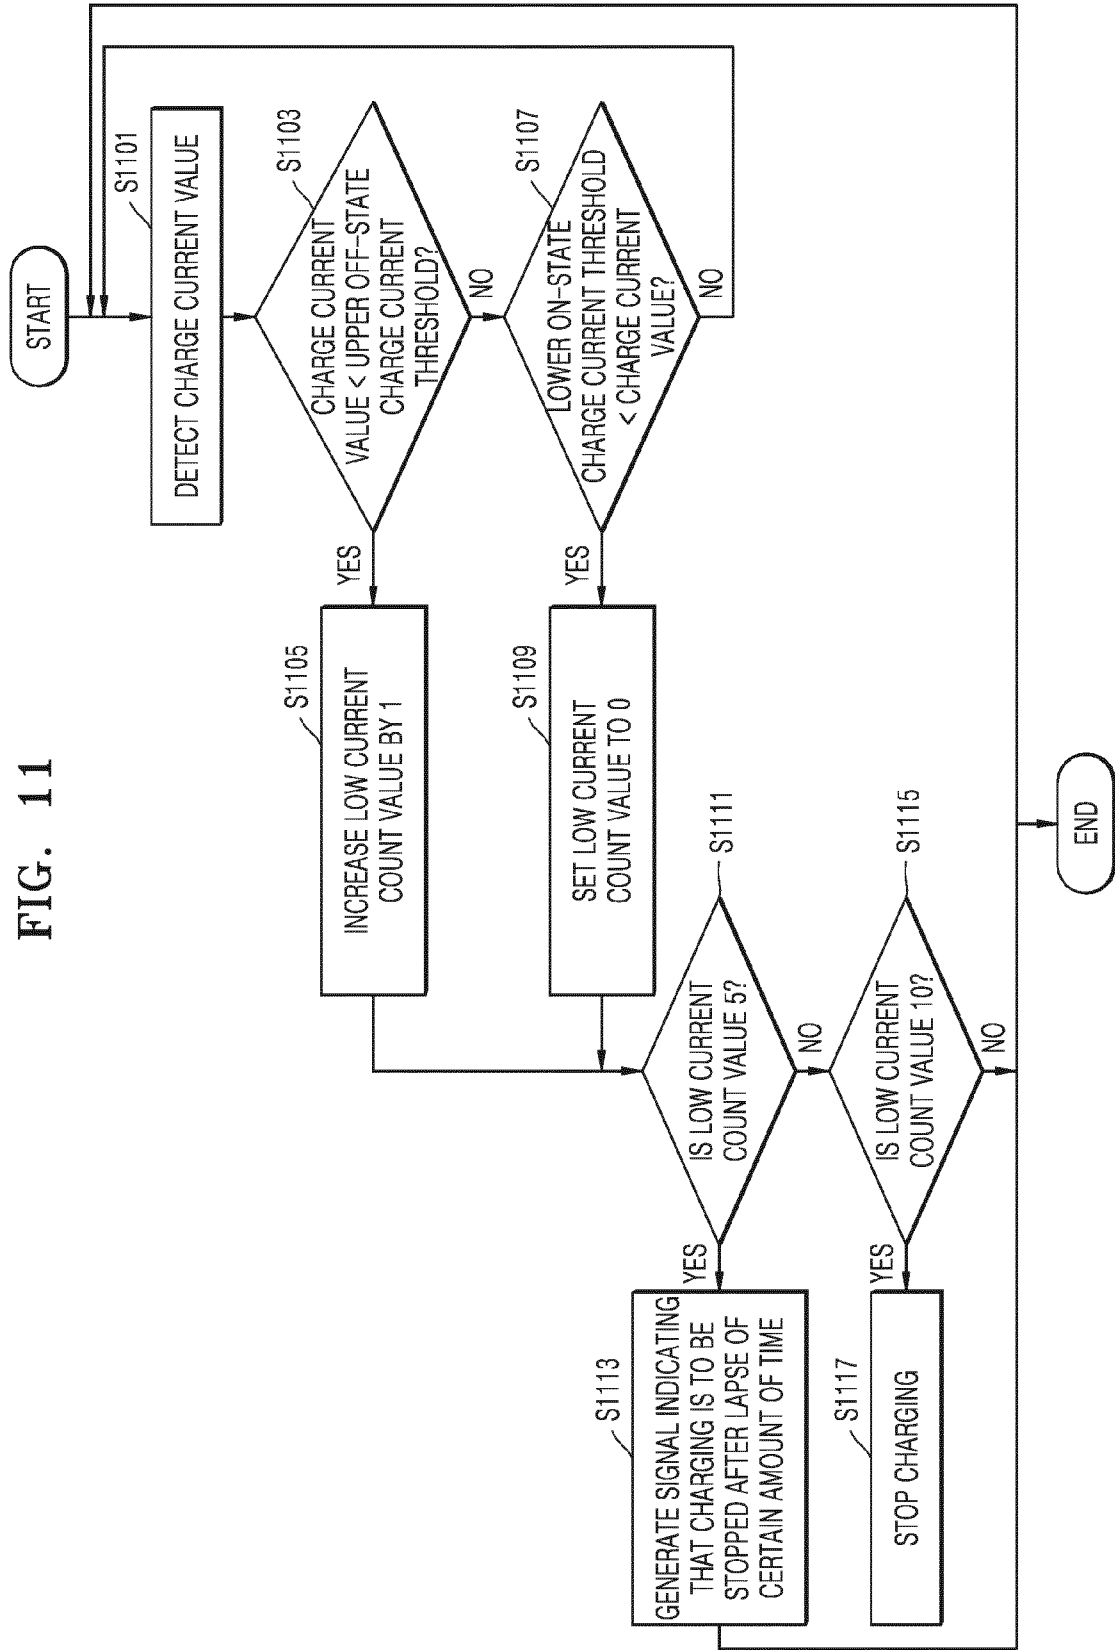 FIG. 11
START
S1101
DETECT CHARGE CURRENT VALUE
S1103
CHARGE CURRENT
VALUE < UPPER OFF-STATE
CHARGE CURRENT
THRESHOLD?
YES
NO
S1105
INCREASE LOW CURRENT
COUNT VALUE BY 1
S1107
LOWER ON-STATE
CHARGE CURRENT THRESHOLD
< CHARGE CURRENT
VALUE?
YES
NO
S1109
SET LOW CURRENT
COUNT VALUE TO 0
S1111
IS LOW CURRENT
COUNT VALUE 5?
YES
NO
S1113
GENERATE SIGNAL INDICATING
THAT CHARGING IS TO BE
STOPPED AFTER LAPSE OF
CERTAIN AMOUNT OF TIME
S1115
IS LOW CURRENT
COUNT VALUE 10?
YES
NO
S1117
STOP CHARGING
END